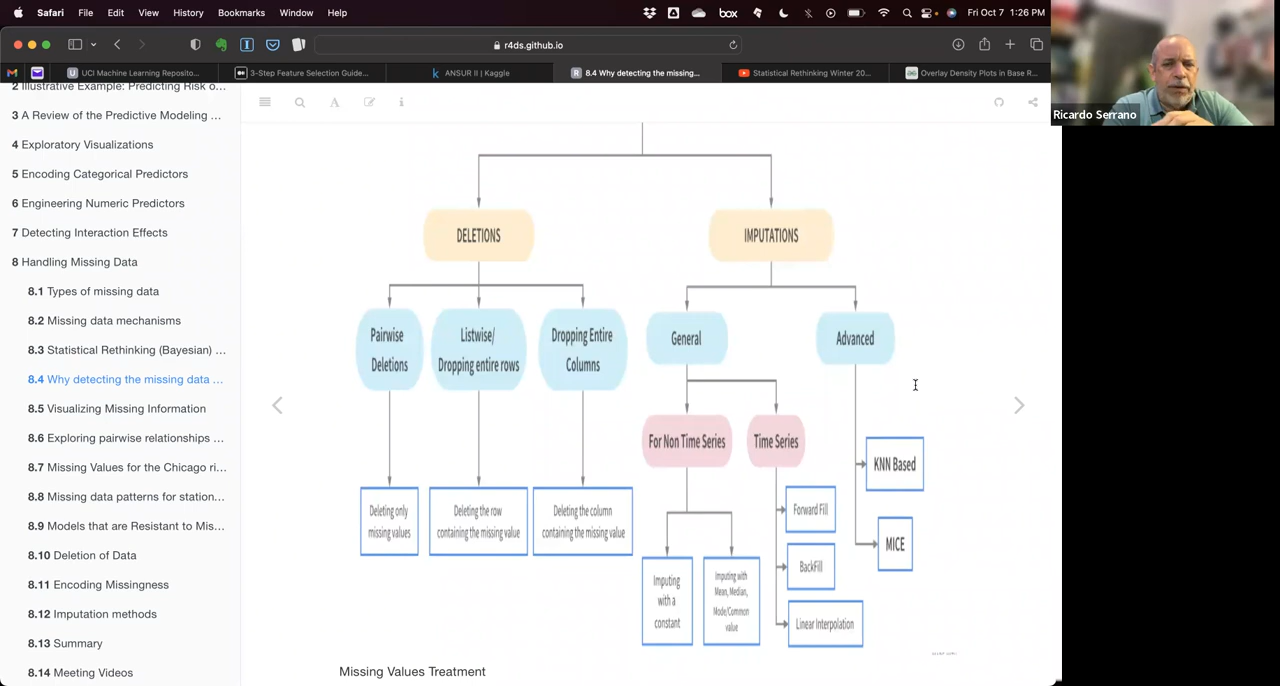 Safari File Edit View History Bookmarks Window Help
box
Fri Oct 7 1:26 PM
r4ds.github.io
UCI Machine Learning Reposito...
3-Step Feature Selection Guide...
ANSUR II | Kaggle
8.4 Why detecting the missing...
Statistical Rethinking Winter 20...
Overlay Density Plots in Base R...
2 Illustrative Example: Predicting Risk o...
3 A Review of the Predictive Modeling ...
4 Exploratory Visualizations
5 Encoding Categorical Predictors
6 Engineering Numeric Predictors
7 Detecting Interaction Effects
8 Handling Missing Data
8.1 Types of missing data
8.2 Missing data mechanisms
8.3 Statistical Rethinking (Bayesian) ...
8.4 Why detecting the missing data ...
8.5 Visualizing Missing Information
8.6 Exploring pairwise relationships ...
8.7 Missing Values for the Chicago ri...
8.8 Missing data patterns for station...
8.9 Models that are Resistant to Mis...
8.10 Deletion of Data
8.11 Encoding Missingness
8.12 Imputation methods
8.13 Summary
8.14 Meeting Videos
DELETIONS
IMPUTATIONS
Pairwise
Deletions
Listwise/
Dropping entire rows
Dropping Entire
Columns
General
Advanced
For Non Time Series
Time Series
KNN Based
MICE
Deleting only
missing values
Deleting the row
containing the missing value
Deleting the column
containing the missing value
Forward Fill
BackFill
Linear Interpolation
Imputing
with a
constant
Imputing with
Mean, Median,
Mode/Common
value
Missing Values Treatment
Ricardo Serrano